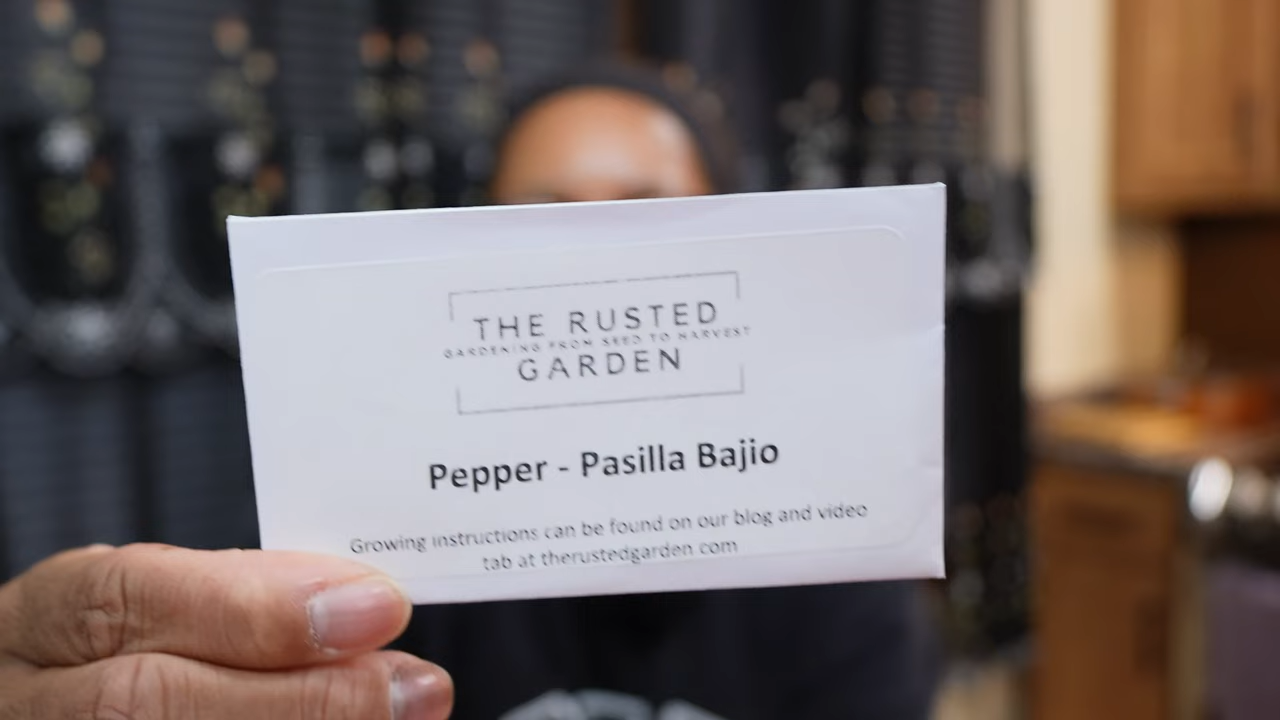 THE RUSTED
GARDENING FROM SEED TO HARVEST
GARDEN
Pepper - Pasilla Bajio
Growing instructions can be found on our blog and video
tab at therustedgarden.com